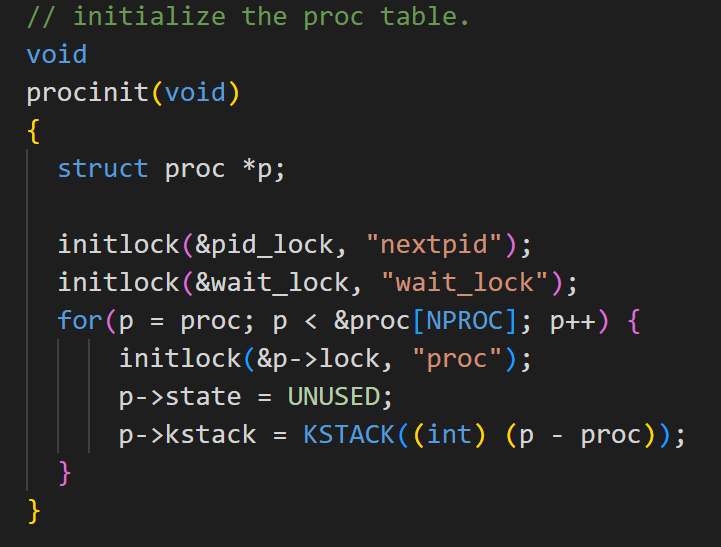 // initialize the proc table.
void
procinit(void)
{
  struct proc *p;

  initlock(&pid_lock, "nextpid");
  initlock(&wait_lock, "wait_lock");
  for(p = proc; p < &proc[NPROC]; p++) {
      initlock(&p->lock, "proc");
      p->state = UNUSED;
      p->kstack = KSTACK((int) (p - proc));
  }
}